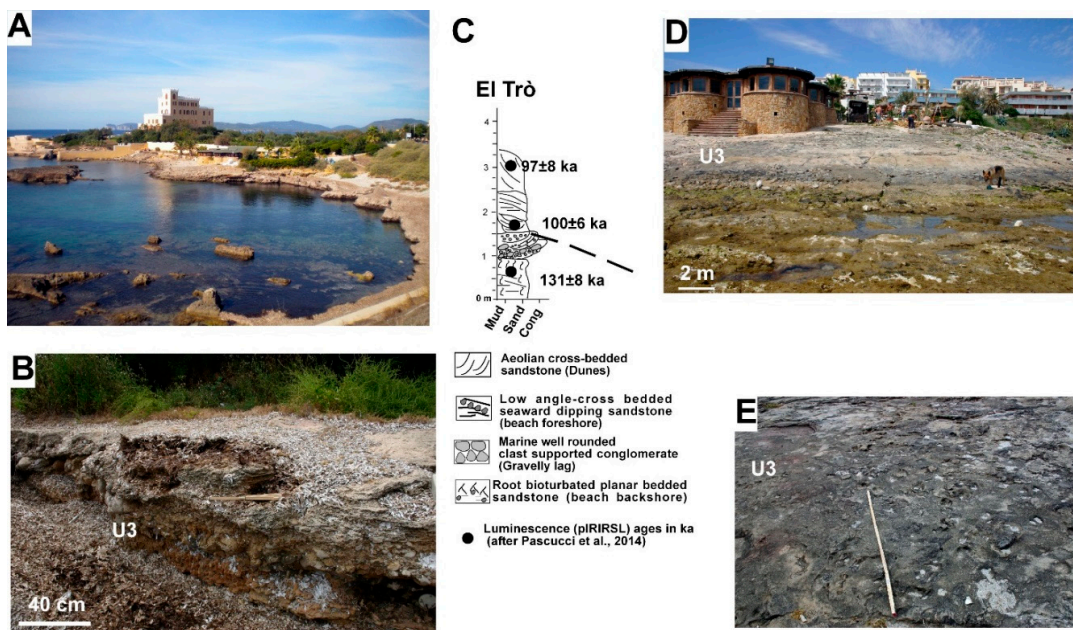 A
C
D
El Trò
4
3
97±8 ka
2
100±6 ka
1
131±8 ka
0 m
Mud
Sand
Cong
U3
2 m
B
U3
40 cm
Aeolian cross-bedded
sandstone (Dunes)
Low angle-cross bedded
seaward dipping sandstone
(beach foreshore)
Marine well rounded
clast supported conglomerate
(Gravelly lag)
Root bioturbated planar bedded
sandstone (beach backshore)
Luminescence (pIRIRSL) ages in ka
(after Pascucci et al., 2014)
E
U3